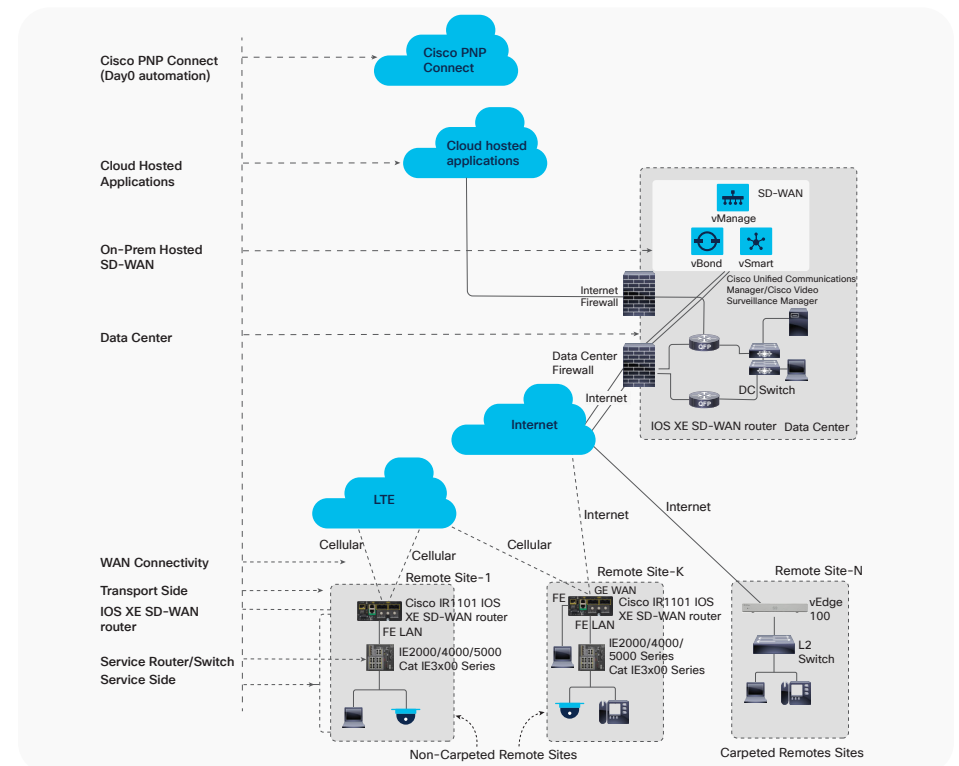 Cisco PNP Connect
(Day0 automation)
Cisco PNP
Connect
Cloud Hosted
Applications
Cloud hosted
applications
On-Prem Hosted
SD-WAN
SD-WAN
vManage
vBond
vSmart
Cisco Unified Communications
Manager/Cisco Video
Surveillance Manager
Internet
Firewall
Data Center
QFP
Data Center
Firewall
DC Switch
QFP
IOS XE SD-WAN router
Data Center
Internet
Internet
LTE
Internet
Internet
WAN Connectivity
Cellular
Cellular
Cellular
Transport Side
IOS XE SD-WAN
router
Service Router/Switch
Service Side
Remote Site-1
Cisco IR1101 IOS
XE SD-WAN router
FE LAN
IE2000/4000/5000
Cat IE3x00 Series
Remote Site-K
GE WAN
FE
Cisco IR1101 IOS
XE SD-WAN router
FE LAN
IE2000/4000/
5000 Series
Cat IE3x00 Series
Remote Site-N
vEdge
100
L2
Switch
Non-Carpeted Remote Sites
Carpeted Remotes Sites